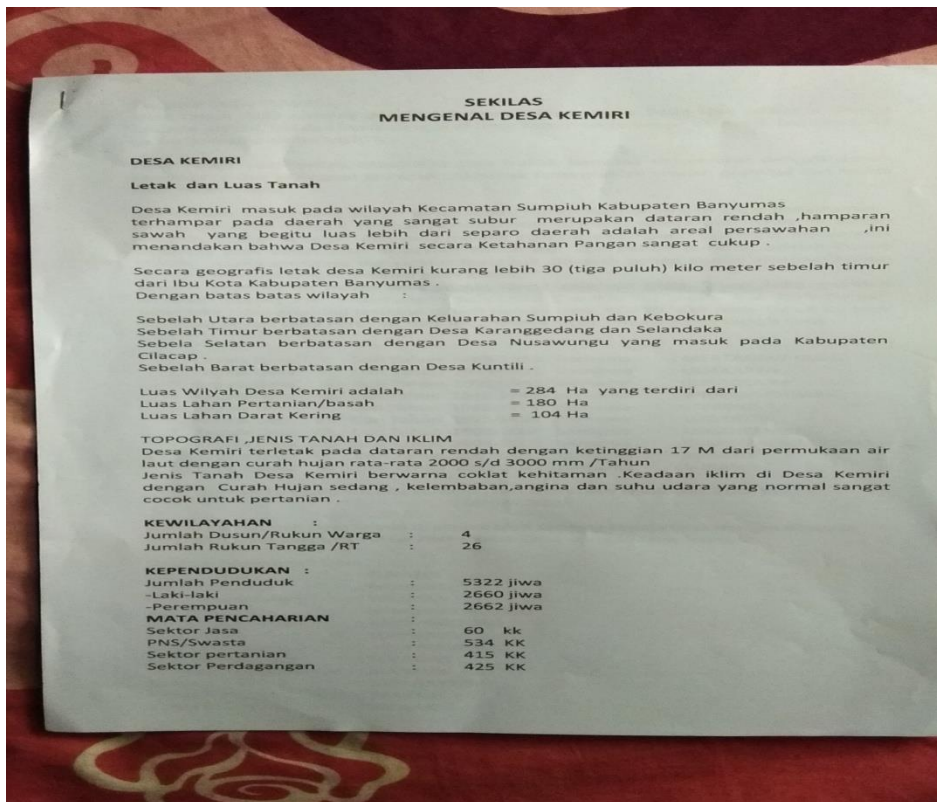 SEKILAS
MENGENAL DESA KEMIRI
DESA KEMIRI
Letak dan Luas Tanah
Desa Kemiri masuk pada wilayah Kecamatan Sumpiuh Kabupaten Banyumas
terhampar pada daerah yang sangat subur merupakan dataran rendah ,hamparan
sawah yang begitu luas lebih dari separo daerah adalah areal persawahan ,ini
menandakan bahwa Desa Kemiri secara Ketahanan Pangan sangat cukup .
Secara geografis letak desa Kemiri kurang lebih 30 (tiga puluh) kilo meter sebelah timur
dari Ibu Kota Kabupaten Banyumas .
Dengan batas batas wilayah :
Sebelah Utara berbatasan dengan Keluarahan Sumpiuh dan Kebokura
Sebelah Timur berbatasan dengan Desa Karanggedang dan Selandaka
Sebela Selatan berbatasan dengan Desa Nusawungu yang masuk pada Kabupaten
Cilacap .
Sebelah Barat berbatasan dengan Desa Kuntili .
Luas Wilyah Desa Kemiri adalah = 284 Ha yang terdiri dari
Luas Lahan Pertanian/basah = 180 Ha
Luas Lahan Darat Kering = 104 Ha
TOPOGRAFI ,JENIS TANAH DAN IKLIM
Desa Kemiri terletak pada dataran rendah dengan ketinggian 17 M dari permukaan air
laut dengan curah hujan rata-rata 2000 s/d 3000 mm /Tahun
Jenis Tanah Desa Kemiri berwarna coklat kehitaman .Keadaan iklim di Desa Kemiri
dengan Curah Hujan sedang , kelembaban,angina dan suhu udara yang normal sangat
cocok untuk pertanian .
KEWILAYAHAN :
Jumlah Dusun/Rukun Warga : 4
Jumlah Rukun Tangga /RT : 26
KEPENDUDUKAN :
Jumlah Penduduk : 5322 jiwa
-Laki-laki : 2660 jiwa
-Perempuan : 2662 jiwa
MATA PENCAHARIAN :
Sektor Jasa : 60 kk
PNS/Swasta : 534 KK
Sektor pertanian : 415 KK
Sektor Perdagangan : 425 KK